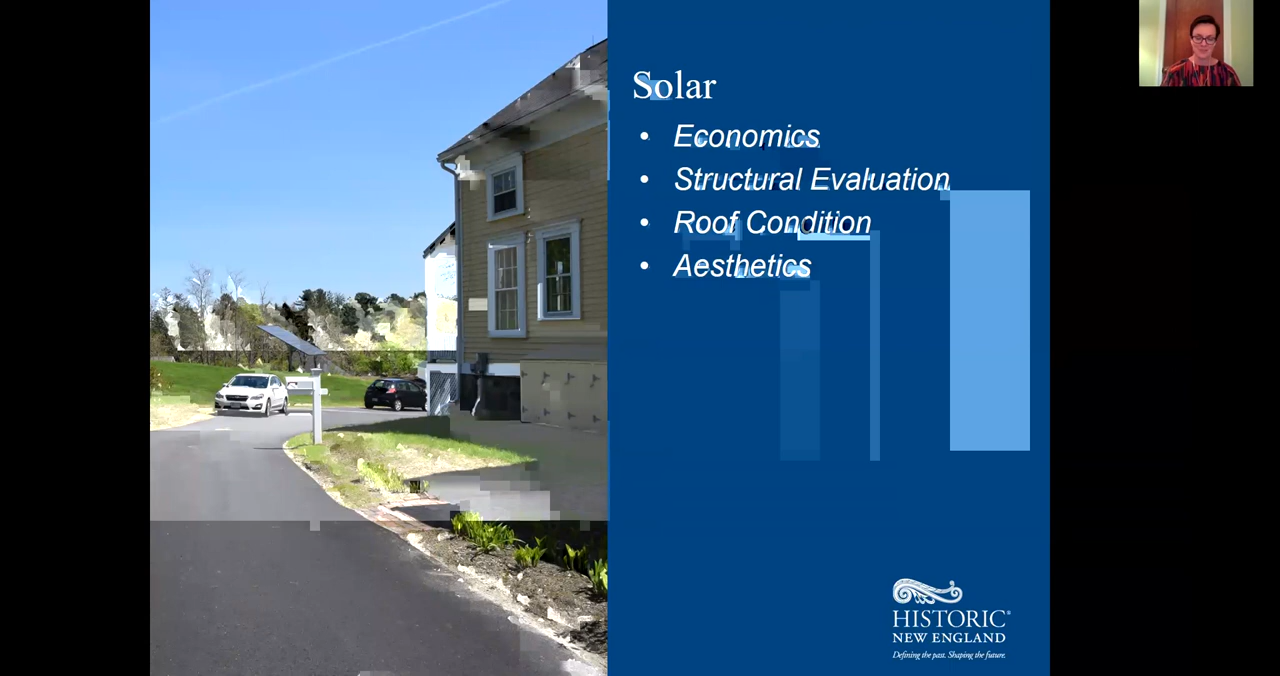 Solar
• Economics
• Structural Evaluation
• Roof Condition
• Aesthetics
HISTORIC®
NEW ENGLAND
Defining the past. Shaping the future.